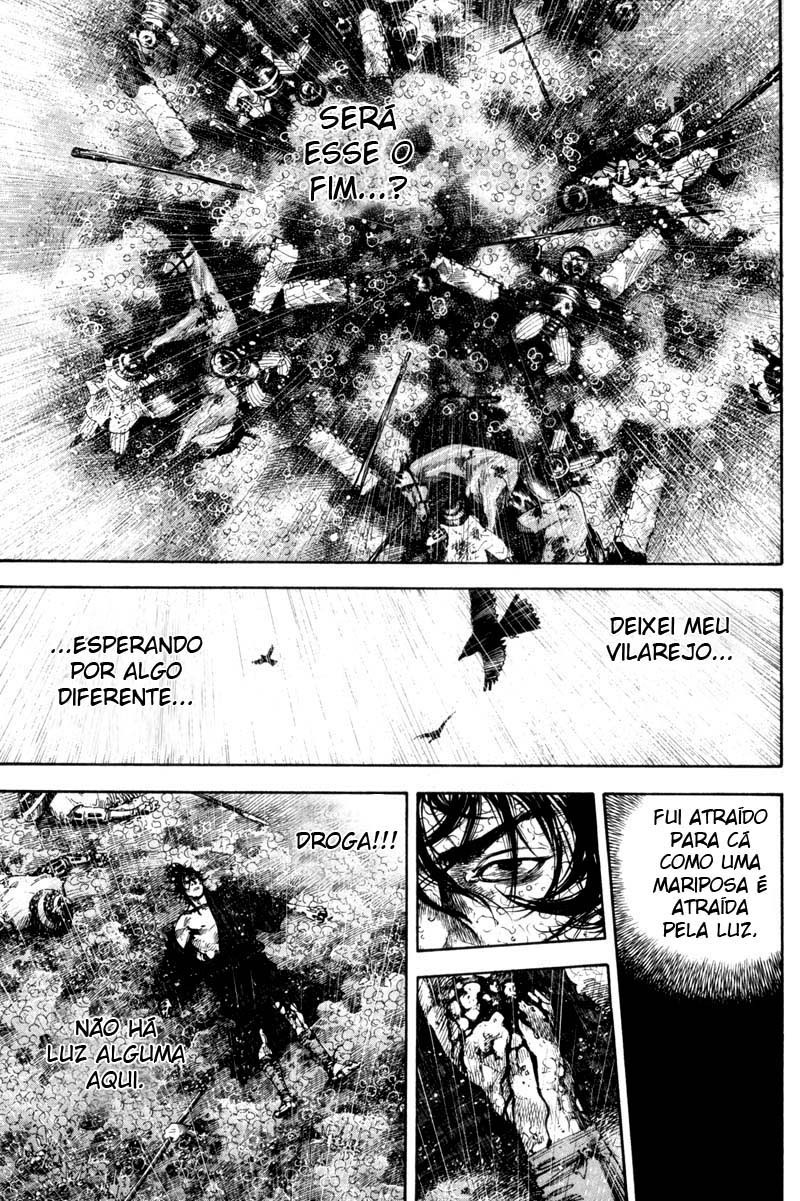 SERÁ
ESSE O
FIM...?
DEIXEI MEU
VILAREJO...
...ESPERANDO
POR ALGO
DIFERENTE...
FUI ATRAÍDO
PARA CÁ
COMO UMA
MARIPOSA É
ATRAÍDA
PELA LUZ.
DROGA!!!
NÃO HÁ
LUZ ALGUMA
AQUI.